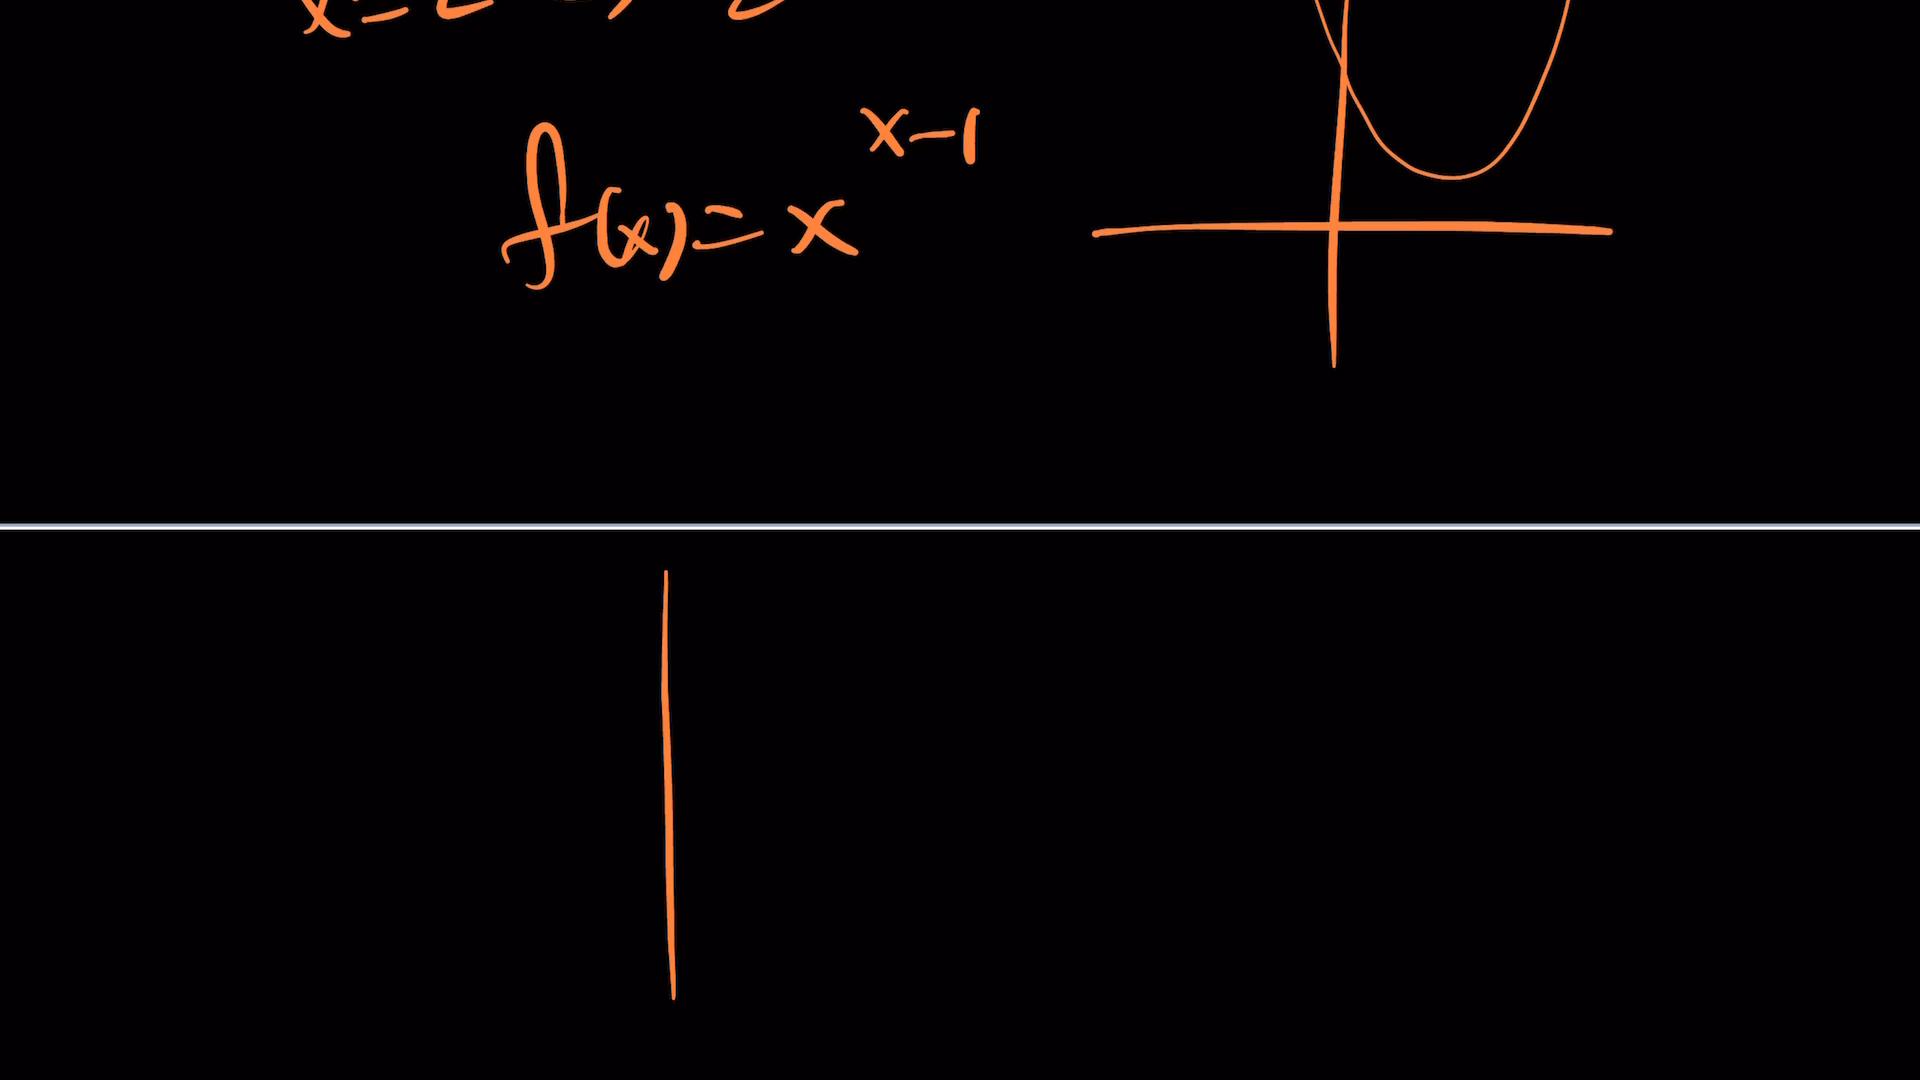 f(x) = x^{x-1}